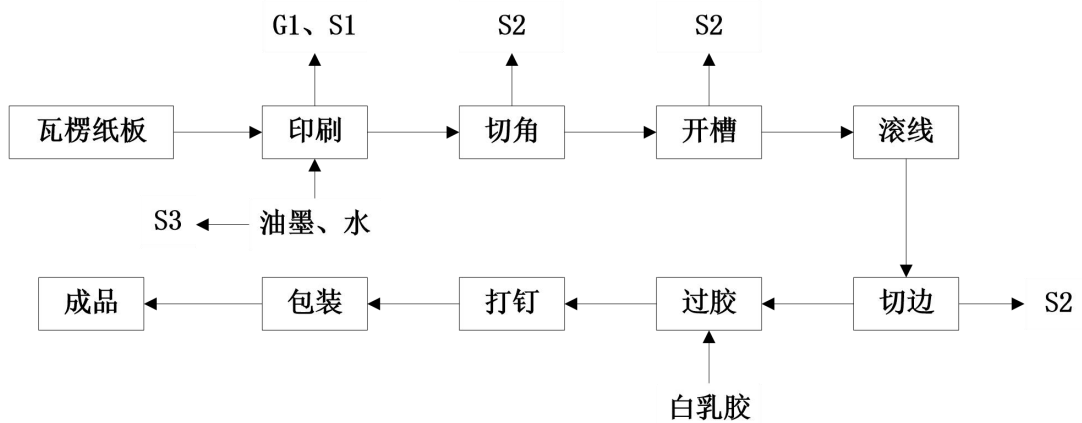 G1、S1 S2 S2
瓦楞纸板 印刷 切角 开槽 滚线
S3 油墨、水
成品 包装 打钉 过胶 切边 S2
白乳胶